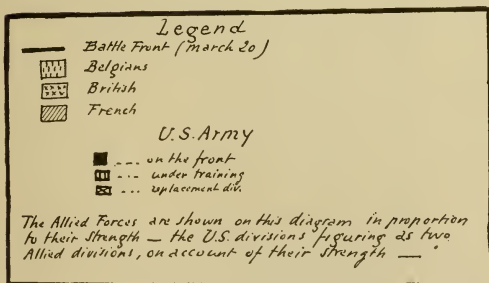 Legend
Battle Front (March 20)
Belgians
British
French
U.S. Army
--- on the front
--- under training
--- replacement div.
The Allied Forces are shown on this diagram in proportion
to their strength — the U.S. divisions figuring as two
Allied divisions, on account of their strength —